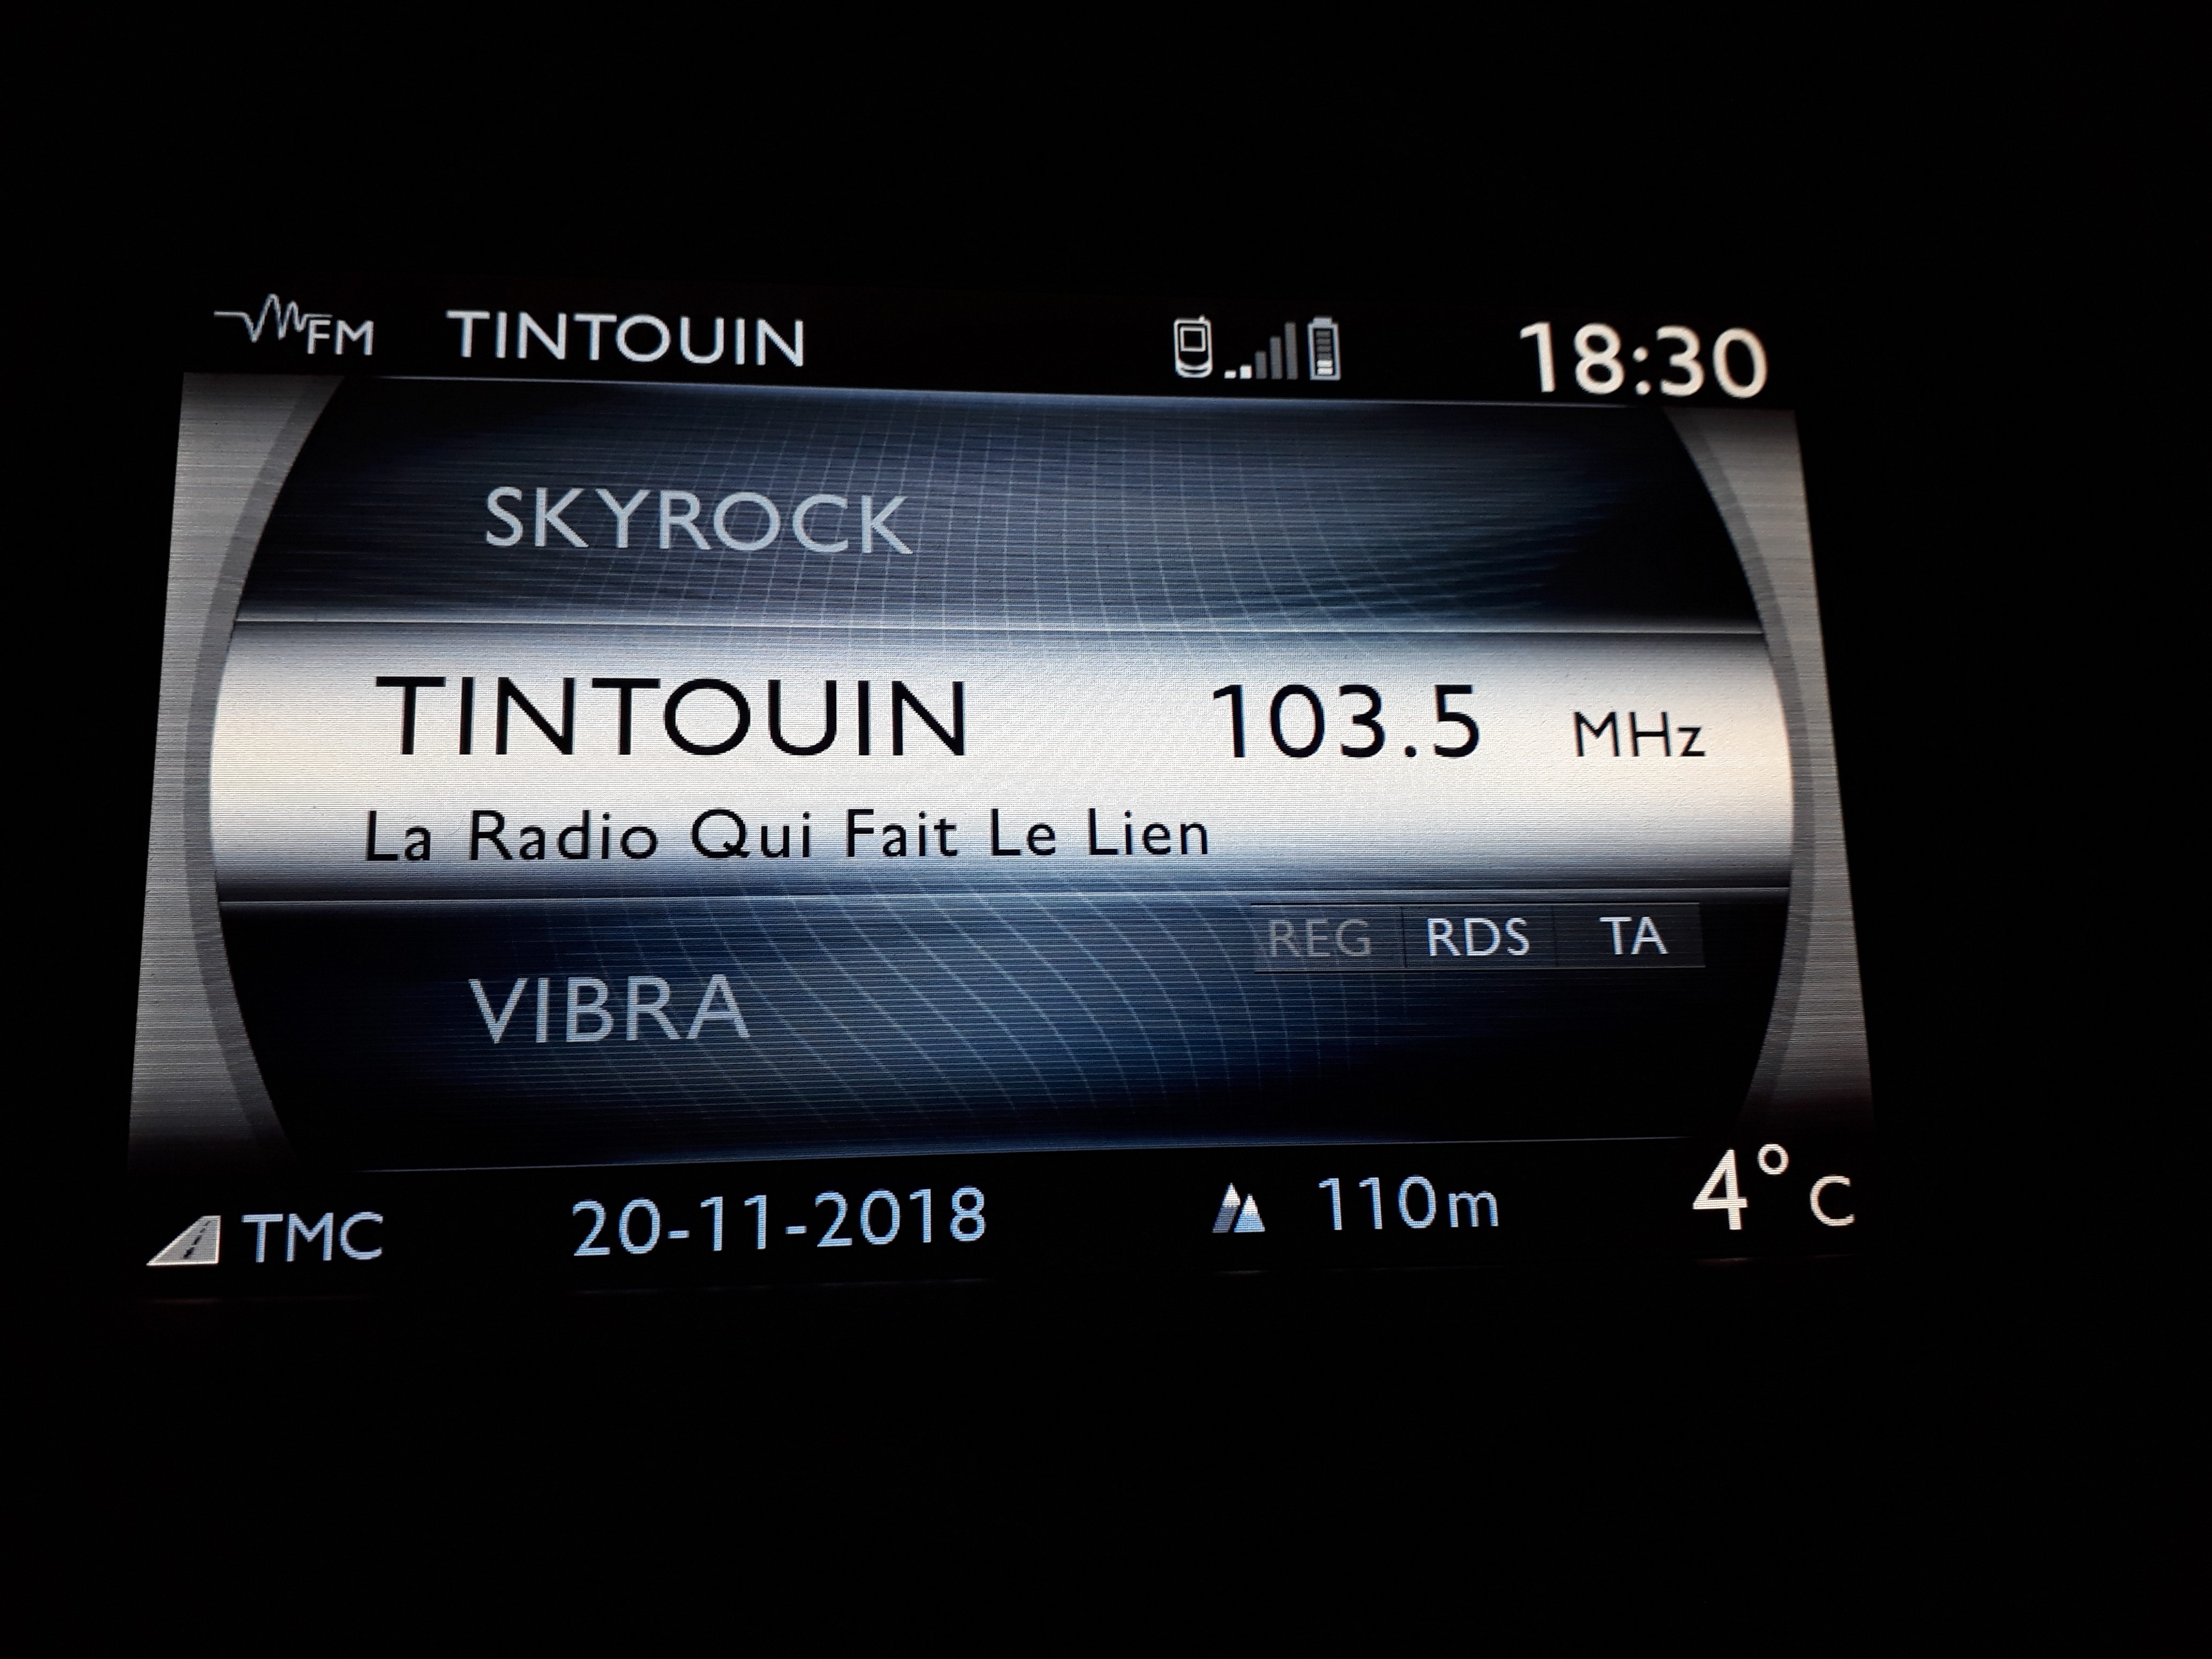 FM TINTOUIN 18:30
SKYROCK
TINTOUIN 103.5 MHz
La Radio Qui Fait Le Lien
REG RDS TA
VIBRA
TMC 20-11-2018 110m 4° C